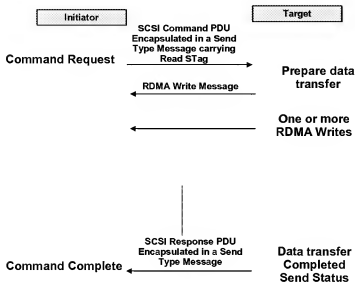 Initiator
Target
SCSI Command PDU
Encapsulated in a Send
Type Message carrying
Read STag
Command Request
Prepare data
transfer
RDMA Write Message
One or more
RDMA Writes
SCSI Response PDU
Encapsulated in a Send
Type Message
Command Complete
Data transfer
Completed
Send Status